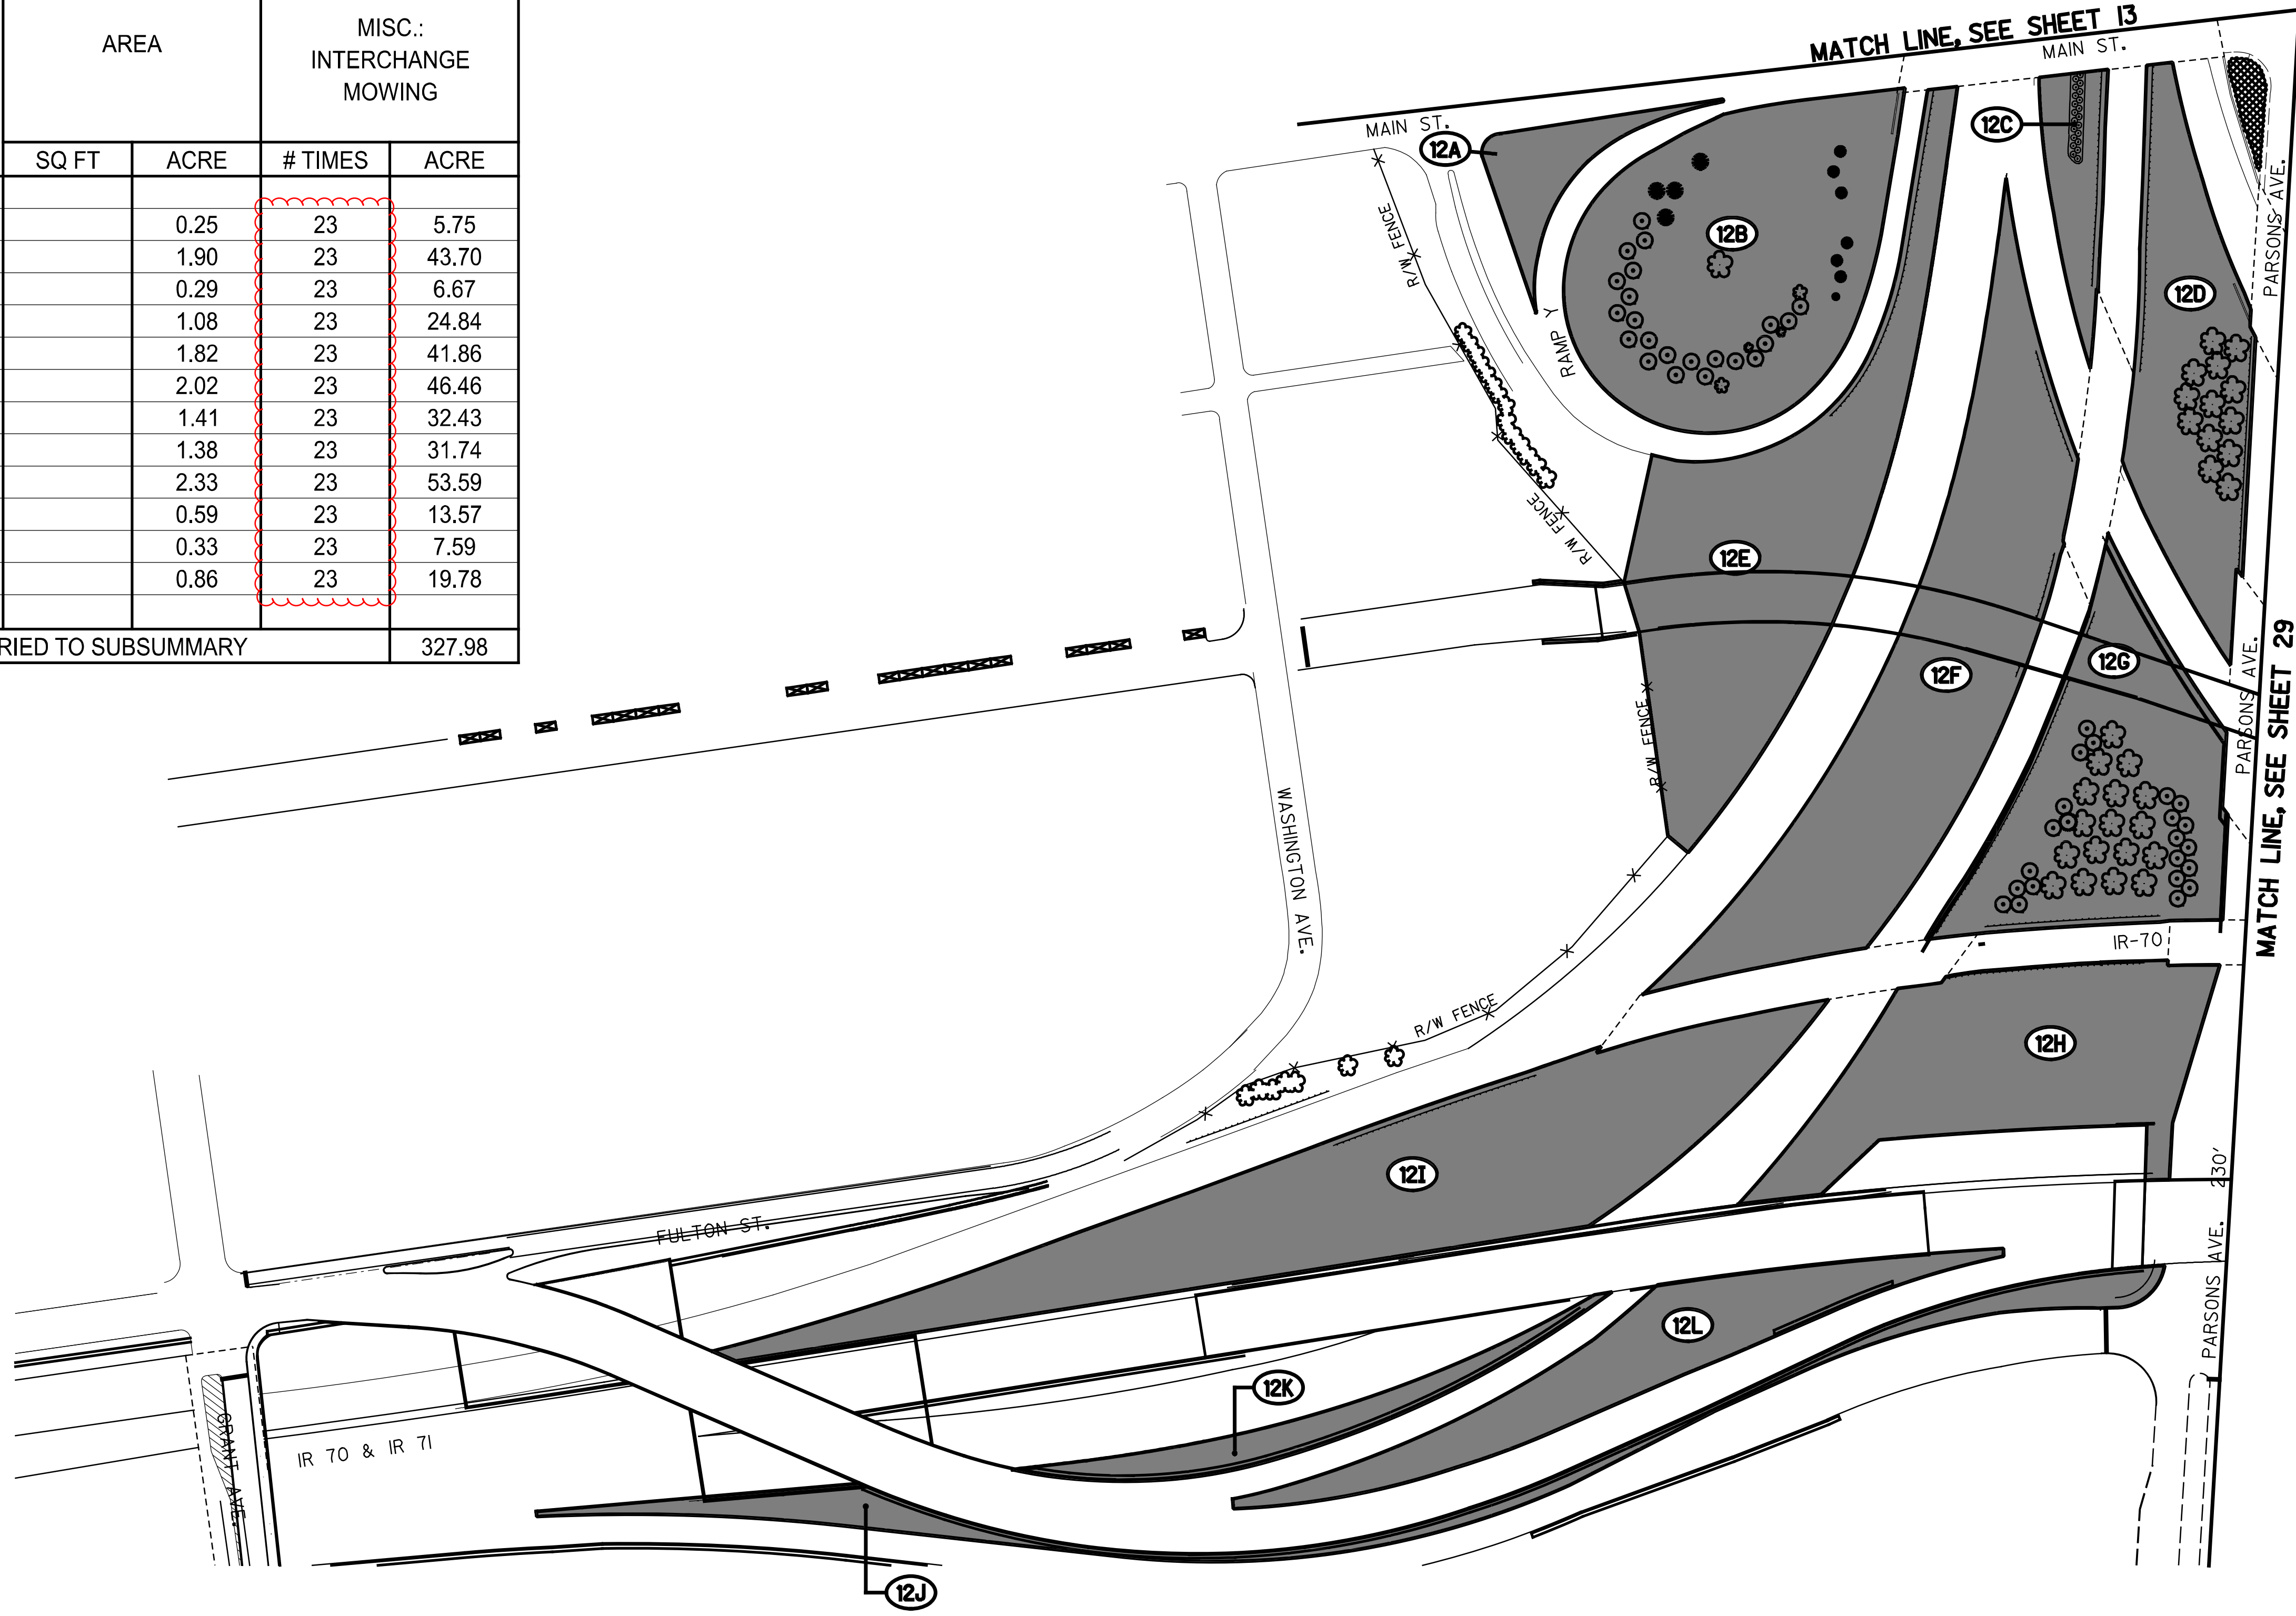 AREA
MISC.:
INTERCHANGE
MOWING
SQ FT ACRE # TIMES ACRE
0.25 23 5.75
1.90 23 43.70
0.29 23 6.67
1.08 23 24.84
1.82 23 41.86
2.02 23 46.46
1.41 23 32.43
1.38 23 31.74
2.33 23 53.59
0.59 23 13.57
0.33 23 7.59
0.86 23 19.78
RIED TO SUBSUMMARY 327.98
MATCH LINE, SEE SHEET 13
MAIN ST.
MAIN ST.
12A
12B
12C
12D
PARSONS AVE.
R/W FENCE
RAMP Y
R/W FENCE
12E
12F
12G
PARSONS AVE.
MATCH LINE, SEE SHEET 29
R/W FENCE
WASHINGTON AVE.
IR-70
R/W FENCE
12H
12I
230'
FULTON ST.
PARSONS AVE.
12L
12K
GRANT AVE.
IR 70 & IR 71
12J